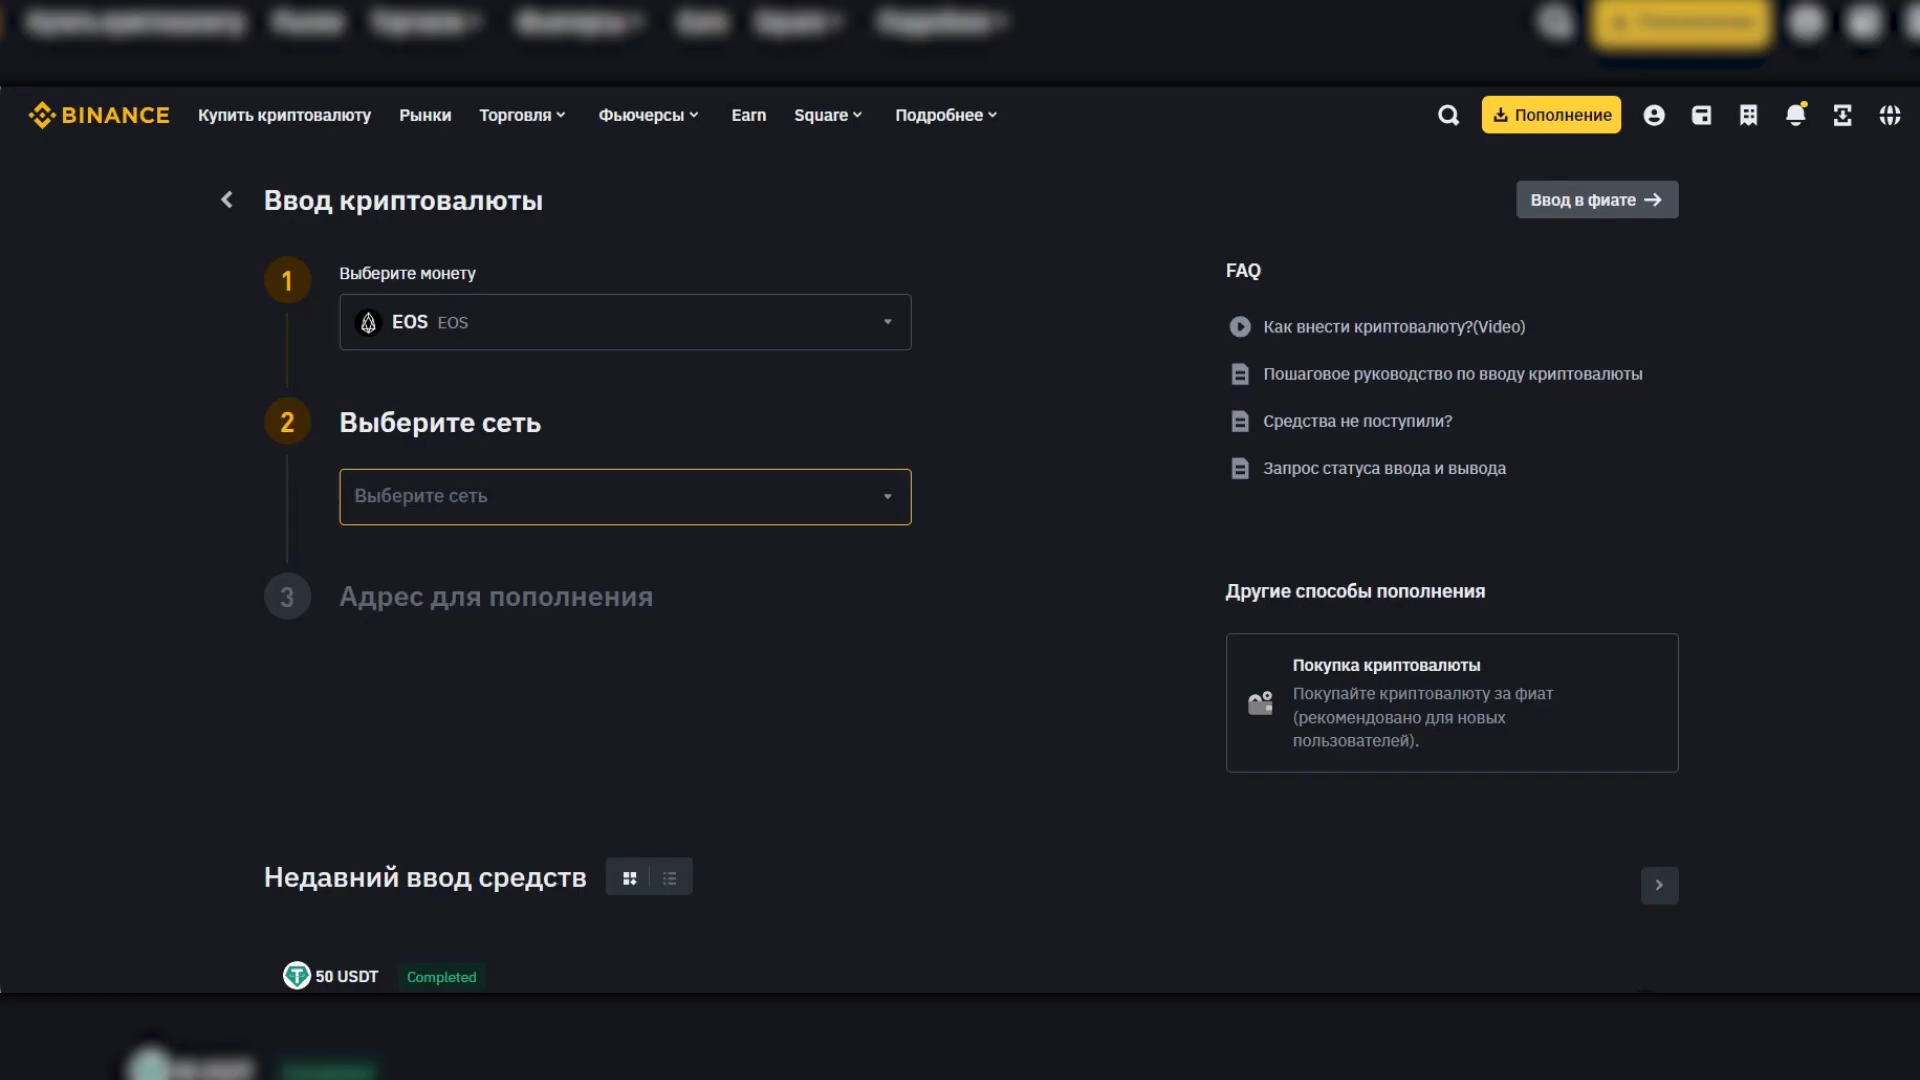 BINANCE Купить криптовалюту Рынки Торговля Фьючерсы Earn Square Подробнее Пополнение
Ввод криптовалюты
Ввод в фиате →
1
Выберите монету
EOS EOS
2
Выберите сеть
Выберите сеть
3
Адрес для пополнения
FAQ
Как внести криптовалюту?(Video)
Пошаговое руководство по вводу криптовалюты
Средства не поступили?
Запрос статуса ввода и вывода
Другие способы пополнения
Покупка криптовалюты
Покупайте криптовалюту за фиат
(рекомендовано для новых
пользователей).
Недавний ввод средств
50 USDT Completed